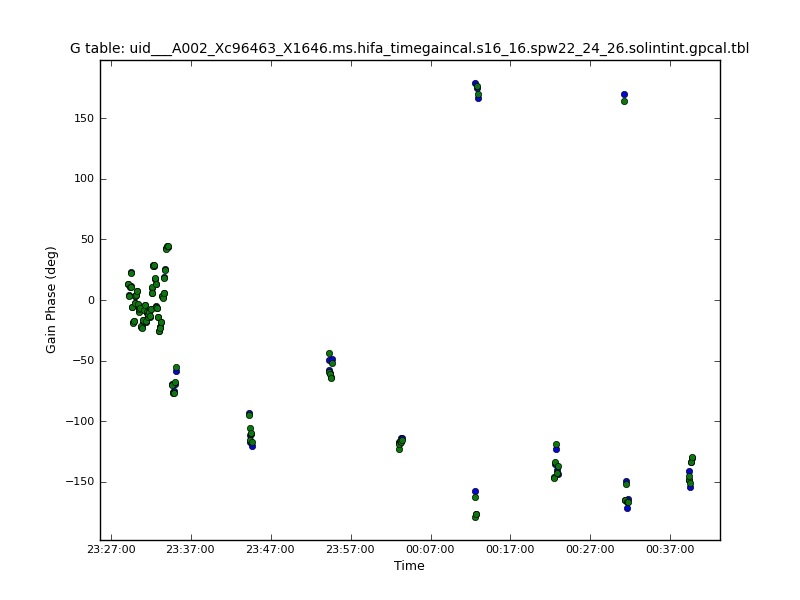 G table: uid___A002_Xc96463_X1646.ms.hifa_timegaincal.s16_16.spw22_24_26.solintint.gpcal.tbl
150
100
50
0
−50
−100
−150
Gain Phase (deg)
23:27:00 23:37:00 23:47:00 23:57:00 00:07:00 00:17:00 00:27:00 00:37:00
Time